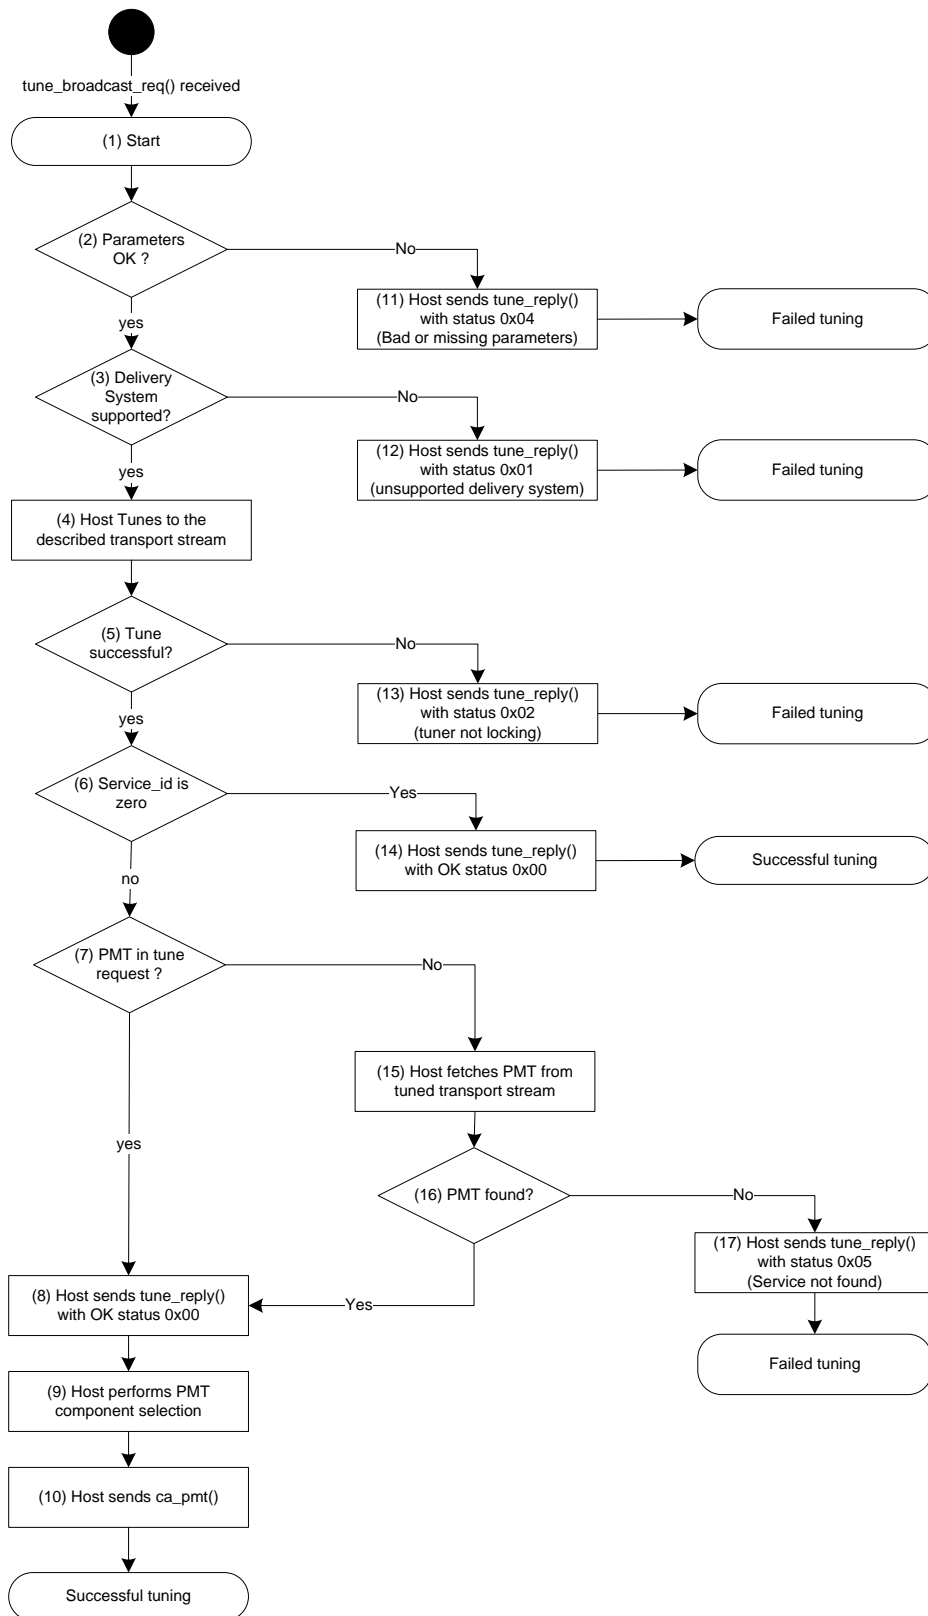 tune_broadcast_req() received
(1) Start
(2) Parameters
OK ?
No
(11) Host sends tune_reply()
with status 0x04
(Bad or missing parameters)
Failed tuning
yes
(3) Delivery
System
supported?
No
(12) Host sends tune_reply()
with status 0x01
(unsupported delivery system)
Failed tuning
yes
(4) Host Tunes to the
described transport stream
(5) Tune
successful?
No
(13) Host sends tune_reply()
with status 0x02
(tuner not locking)
Failed tuning
yes
(6) Service_id is
zero
Yes
(14) Host sends tune_reply()
with OK status 0x00
Successful tuning
no
(7) PMT in tune
request ?
No
(15) Host fetches PMT from
tuned transport stream
yes
(16) PMT found?
No
(17) Host sends tune_reply()
with status 0x05
(Service not found)
Failed tuning
Yes
(8) Host sends tune_reply()
with OK status 0x00
(9) Host performs PMT
component selection
(10) Host sends ca_pmt()
Successful tuning